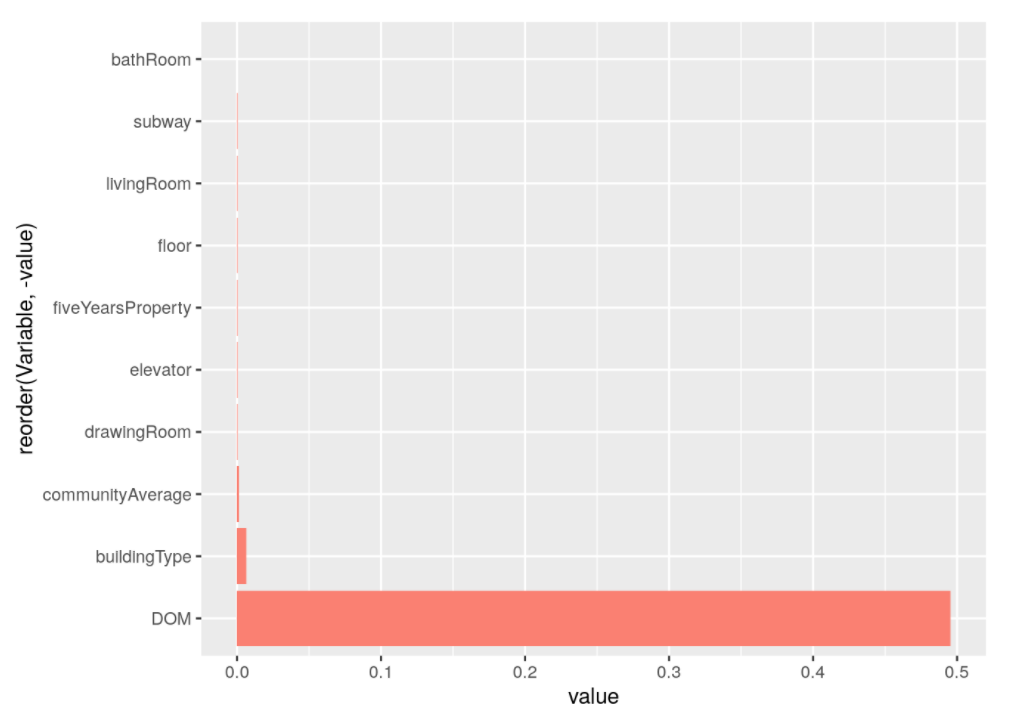 bathRoom
subway
livingRoom
floor
fiveYearsProperty
elevator
drawingRoom
communityAverage
buildingType
DOM
reorder(Variable, -value)
0.0 0.1 0.2 0.3 0.4 0.5
value